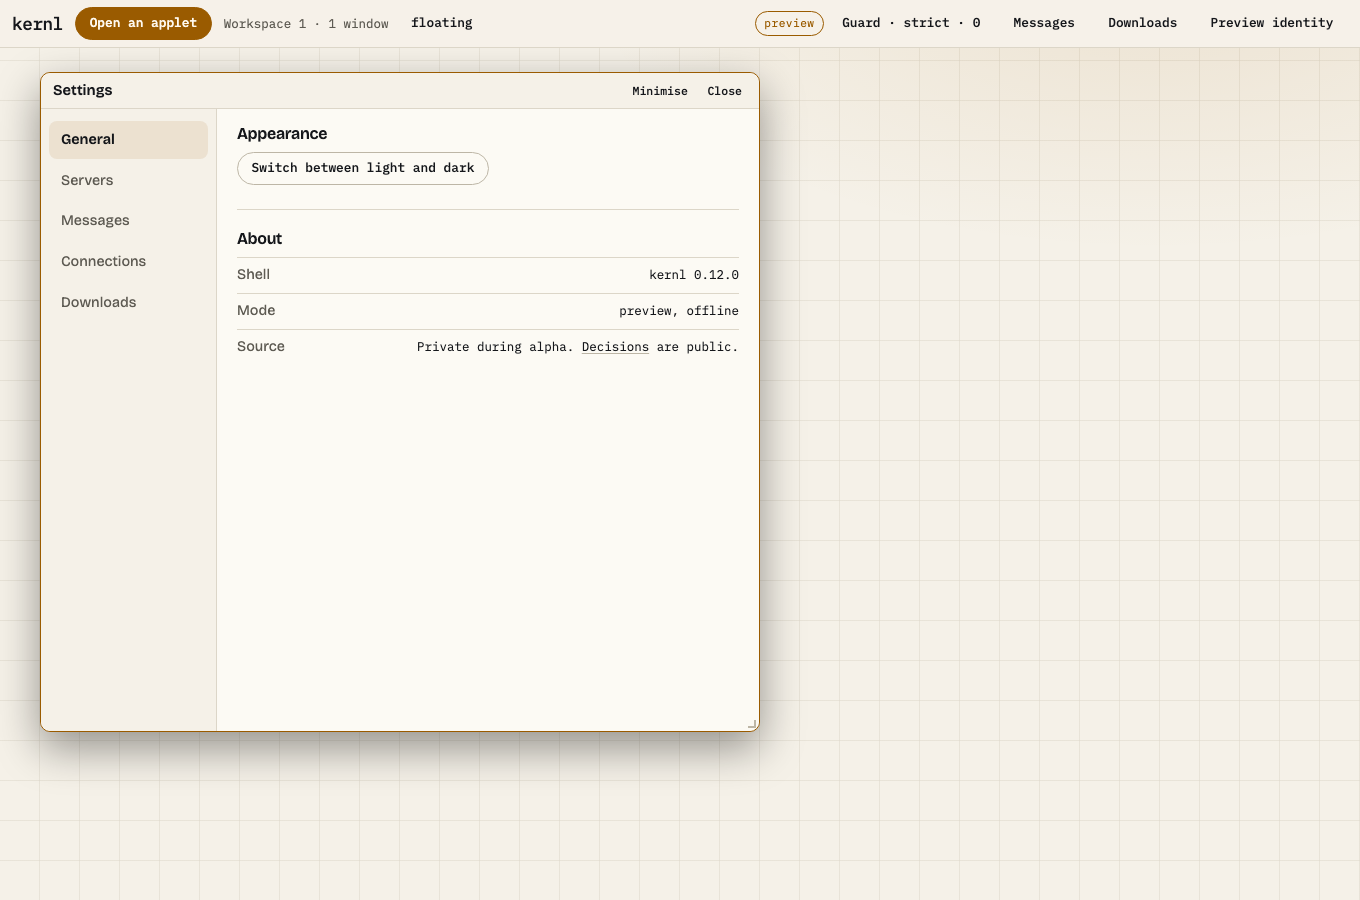 kernl Open an applet Workspace 1 · 1 window floating preview Guard · strict · 0 Messages Downloads Preview identity
Settings Minimise Close
General
Servers
Messages
Connections
Downloads
Appearance
Switch between light and dark
About
Shell kernl 0.12.0
Mode preview, offline
Source Private during alpha. Decisions are public.